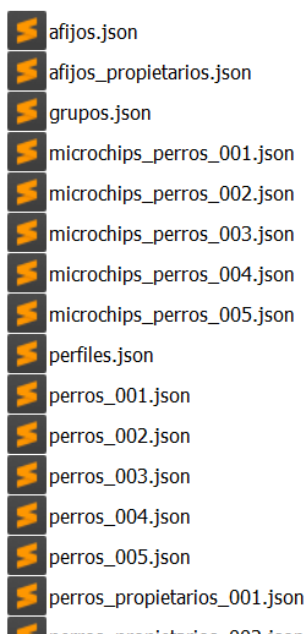 afijos.json
afijos_propietarios.json
grupos.json
microchips_perros_001.json
microchips_perros_002.json
microchips_perros_003.json
microchips_perros_004.json
microchips_perros_005.json
perfiles.json
perros_001.json
perros_002.json
perros_003.json
perros_004.json
perros_005.json
perros_propietarios_001.json